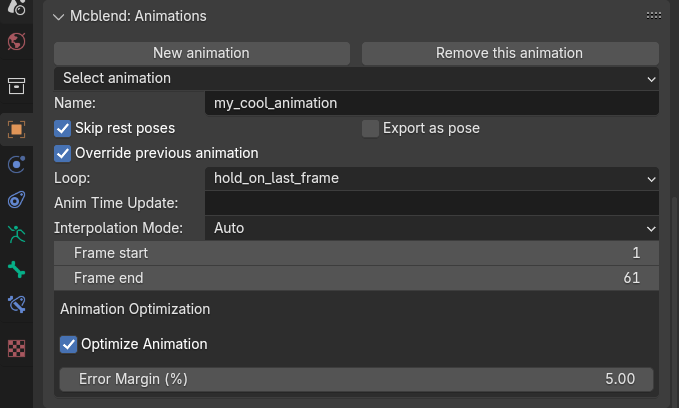 Mcblend: Animations
New animation Remove this animation
Select animation
Name: my_cool_animation
Skip rest poses Export as pose
Override previous animation
Loop: hold_on_last_frame
Anim Time Update:
Interpolation Mode: Auto
Frame start 1
Frame end 61
Animation Optimization
Optimize Animation
Error Margin (%) 5.00